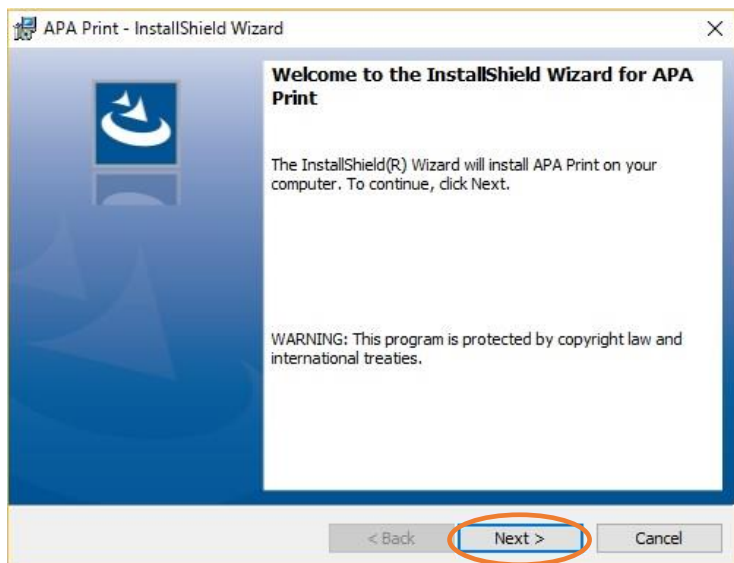 APA Print - InstallShield Wizard
Welcome to the InstallShield Wizard for APA
Print
The InstallShield(R) Wizard will install APA Print on your
computer. To continue, click Next.
WARNING: This program is protected by copyright law and
international treaties.
< Back
Next >
Cancel